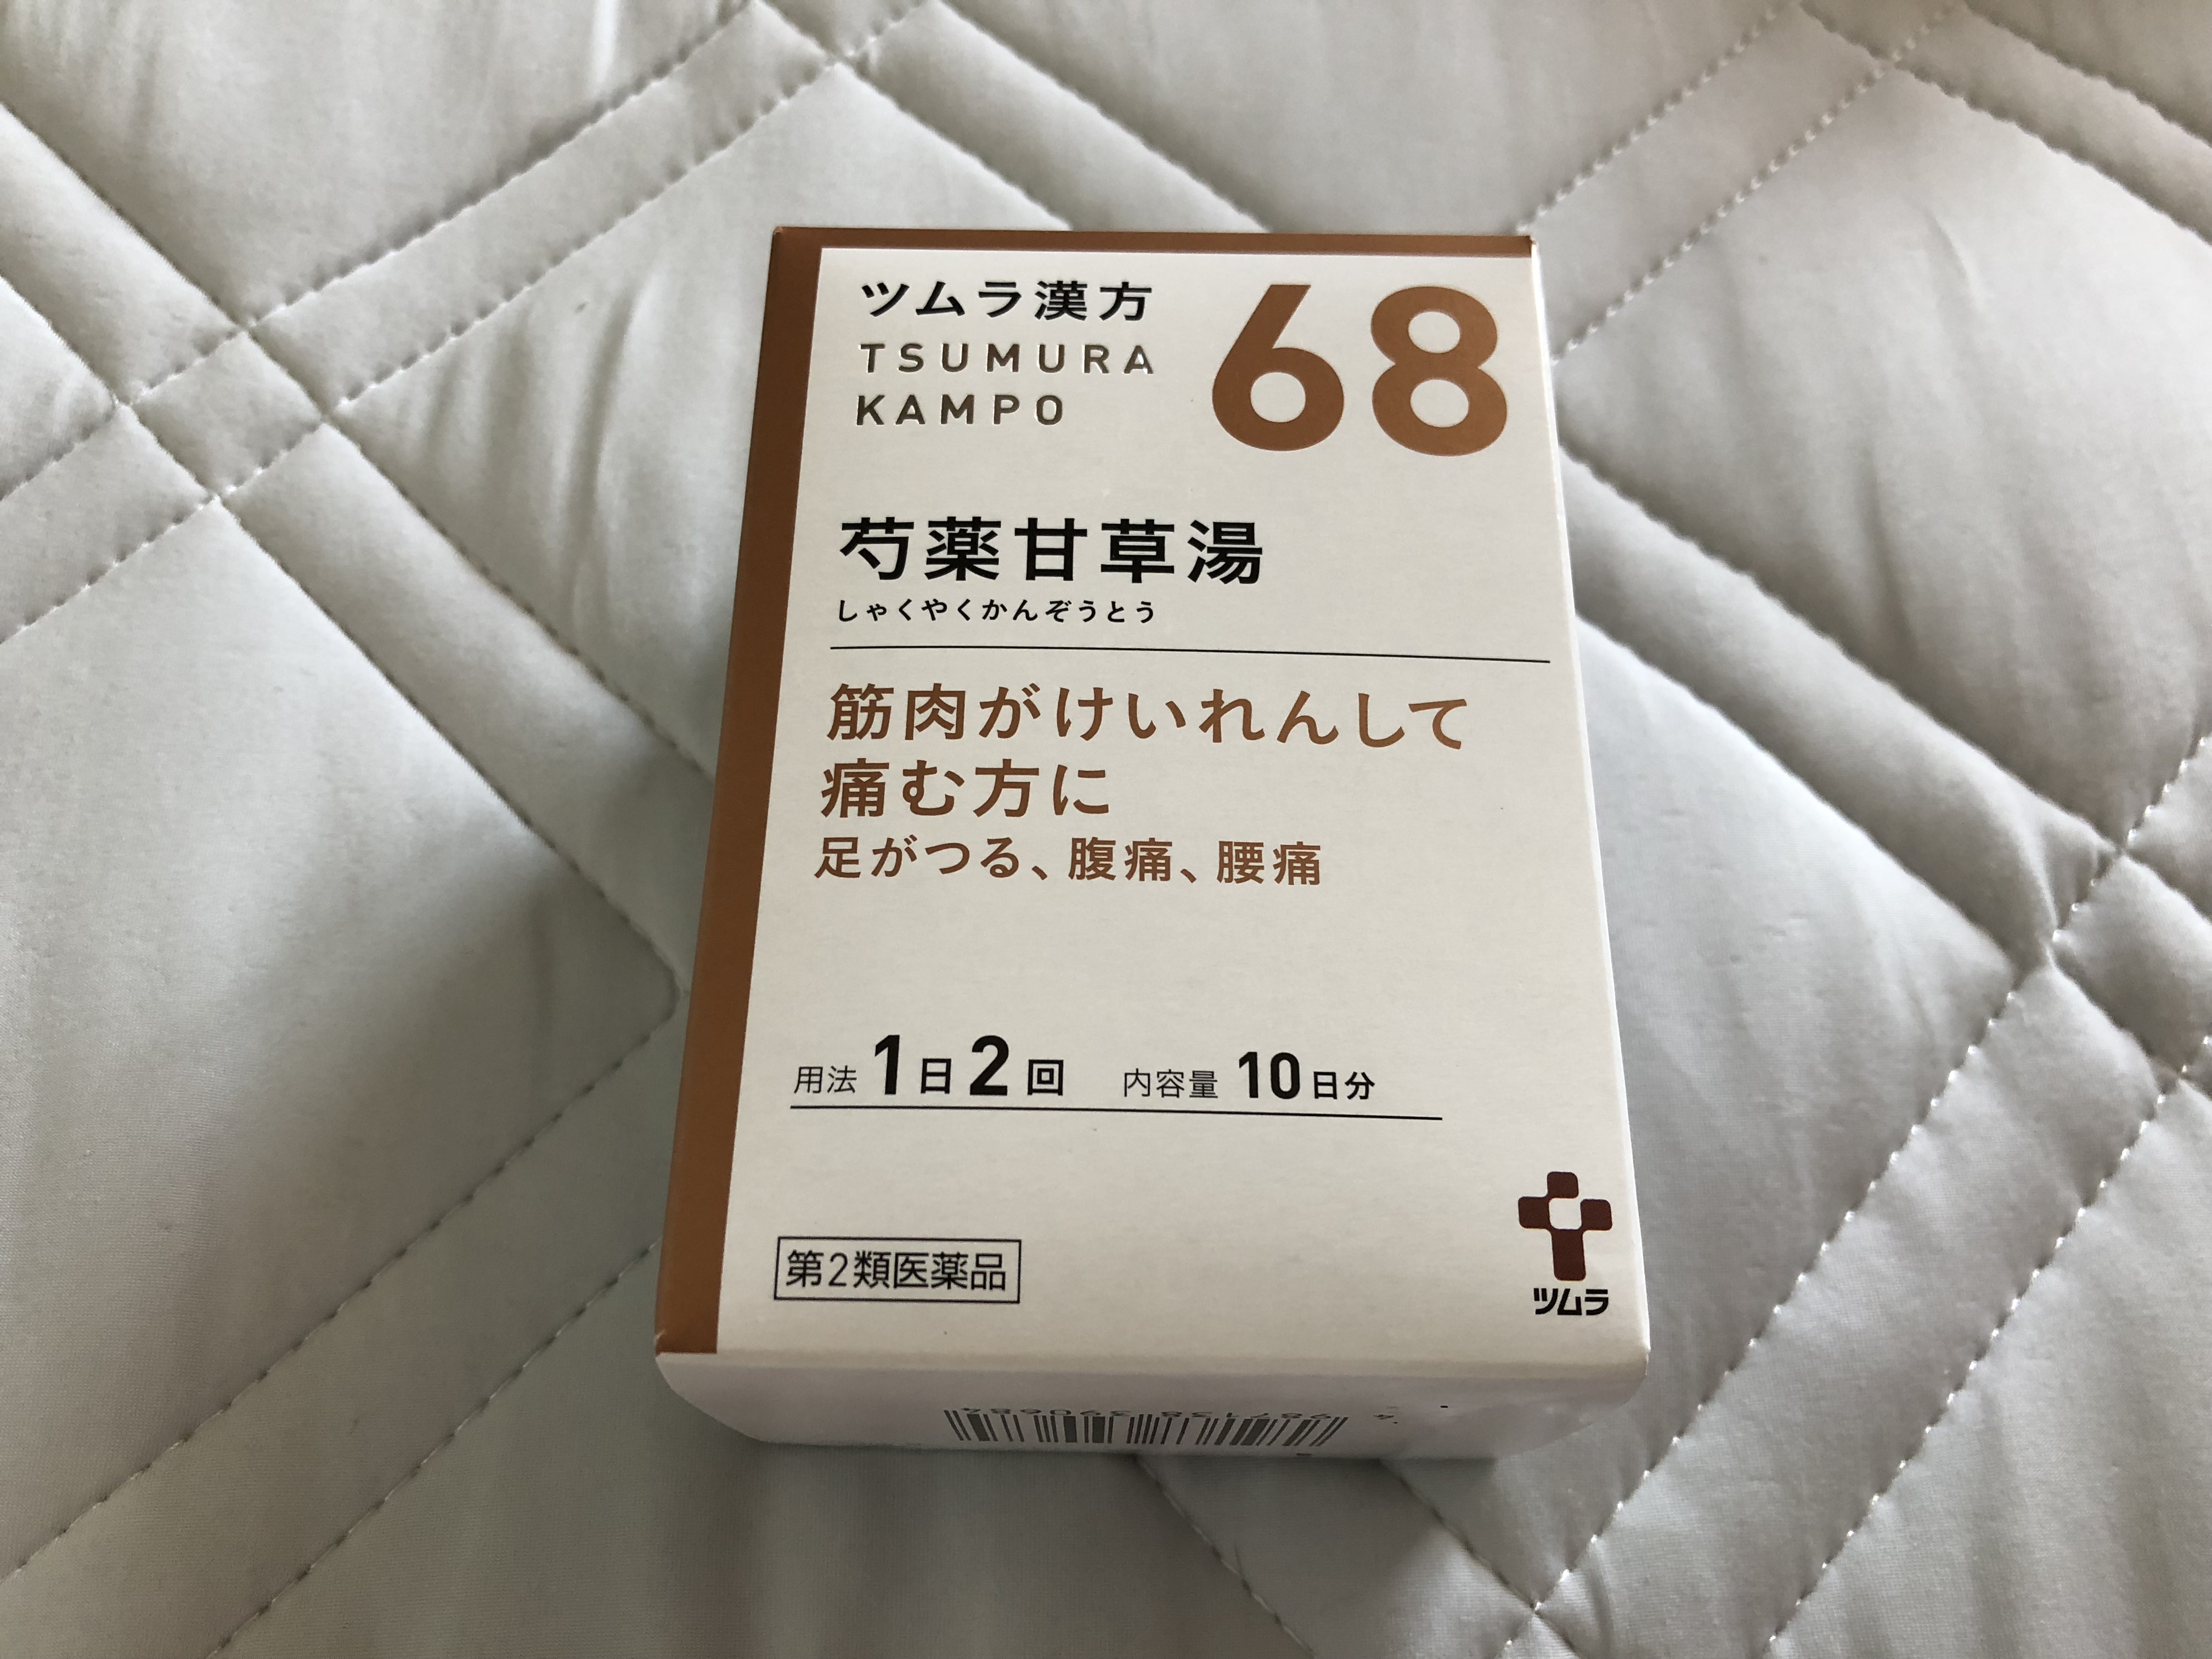 ツムラ漢方
TSUMURA
KAMPO
68
芍薬甘草湯
しゃくやくかんぞうとう
筋肉がけいれんして
痛む方に
足がつる、腹痛、腰痛
用法 1日2回 内容量 10日分
第2類医薬品
ツムラ
4 987138 390684